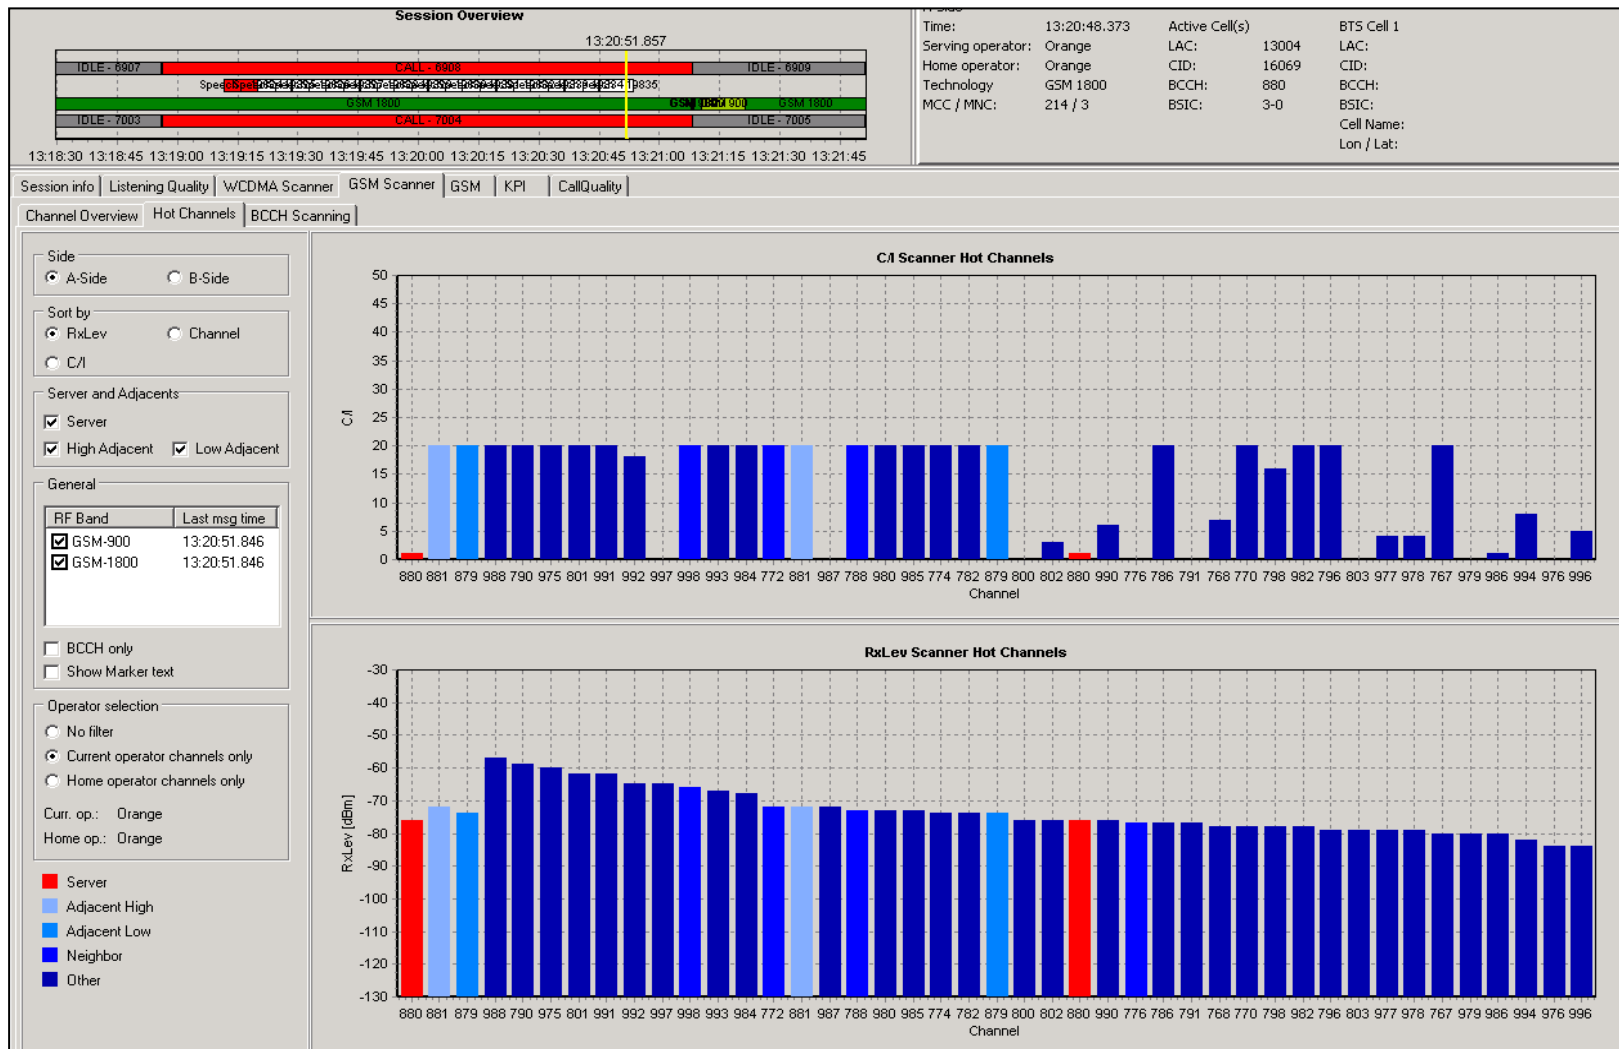 Session Overview
13:20:51.857
IDLE - 6907 CALL - 6908 IDLE - 6909
GSM 1800 GSM 1800
IDLE - 7003 CALL - 7004 IDLE - 7005
13:18:30 13:18:45 13:19:00 13:19:15 13:19:30 13:19:45 13:20:00 13:20:15 13:20:30 13:20:45 13:21:00 13:21:15 13:21:30 13:21:45
Time: 13:20:48.373 Active Cell(s) BTS Cell 1
Serving operator: Orange LAC: 13004 LAC:
Home operator: Orange CID: 16069 CID:
Technology GSM 1800 BCCH: 880 BCCH:
MCC / MNC: 214 / 3 BSIC: 3-0 BSIC:
Cell Name:
Lon / Lat:
Session info Listening Quality WCDMA Scanner GSM Scanner GSM KPI CallQuality
Channel Overview Hot Channels BCCH Scanning
Side
A-Side B-Side
Sort by
RxLev Channel
C/I
Server and Adjacents
Server
High Adjacent Low Adjacent
General
RF Band Last msg time
GSM-900 13:20:51.846
GSM-1800 13:20:51.846
BCCH only
Show Marker text
Operator selection
No filter
Current operator channels only
Home operator channels only
Curr. op.: Orange
Home op.: Orange
Server
Adjacent High
Adjacent Low
Neighbor
Other
C/I Scanner Hot Channels
50
45
40
35
30
25
20
15
10
5
0
C/I
880 881 879 988 790 975 801 991 992 997 998 993 984 772 881 987 788 980 985 774 782 879 800 802 880 990 776 786 791 768 770 798 982 796 803 977 978 767 979 986 994 976 996
Channel
RxLev Scanner Hot Channels
-30
-40
-50
-60
-70
-80
-90
-100
-110
-120
-130
RxLev [dBm]
880 881 879 988 790 975 801 991 992 997 998 993 984 772 881 987 788 980 985 774 782 879 800 802 880 990 776 786 791 768 770 798 982 796 803 977 978 767 979 986 994 976 996
Channel